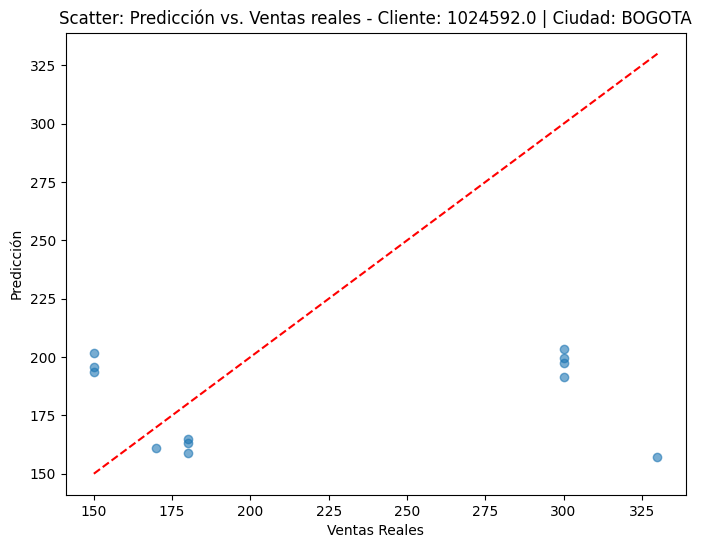 Scatter: Predicción vs. Ventas reales - Cliente: 1024592.0 | Ciudad: BOGOTA
325
300
275
250
225
200
175
150
Predicción
150 175 200 225 250 275 300 325
Ventas Reales